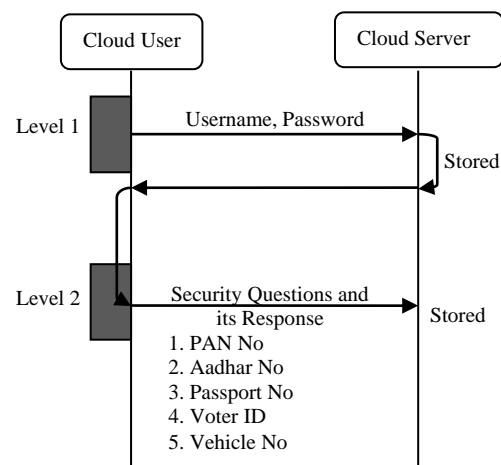 Cloud User
Cloud Server
Level 1
Username, Password
Stored
Level 2
Security Questions and
its Response
Stored
1. PAN No
2. Aadhar No
3. Passport No
4. Voter ID
5. Vehicle No